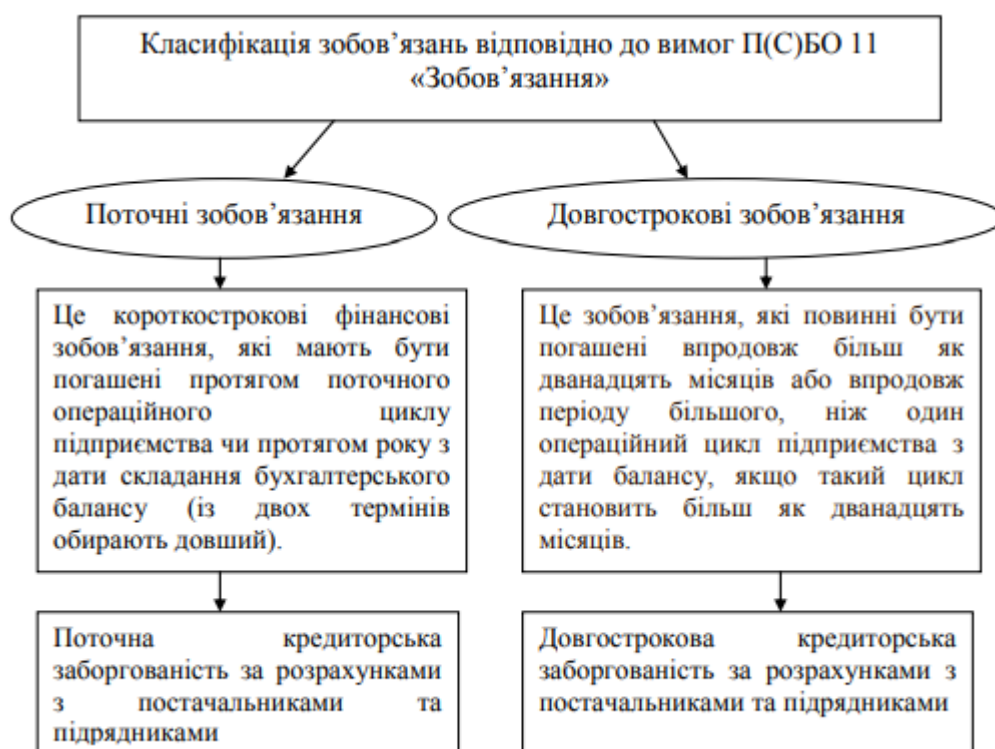 Класифікація зобов’язань відповідно до вимог П(С)БО 11
«Зобов’язання»
Поточні зобов’язання
Довгострокові зобов’язання
Це короткострокові фінансові
зобов’язання, які мають бути
погашені протягом поточного
операційного циклу
підприємства чи протягом року з
дати складання бухгалтерського
балансу (із двох термінів
обирають довший).
Це зобов’язання, які повинні бути
погашені впродовж більш як
дванадцять місяців або впродовж
періоду більшого, ніж один
операційний цикл підприємства з
дати балансу, якщо такий цикл
становить більш як дванадцять
місяців.
Поточна кредиторська
заборгованість за розрахунками
з постачальниками та
підрядниками
Довгострокова кредиторська
заборгованість за розрахунками з
постачальниками та підрядниками